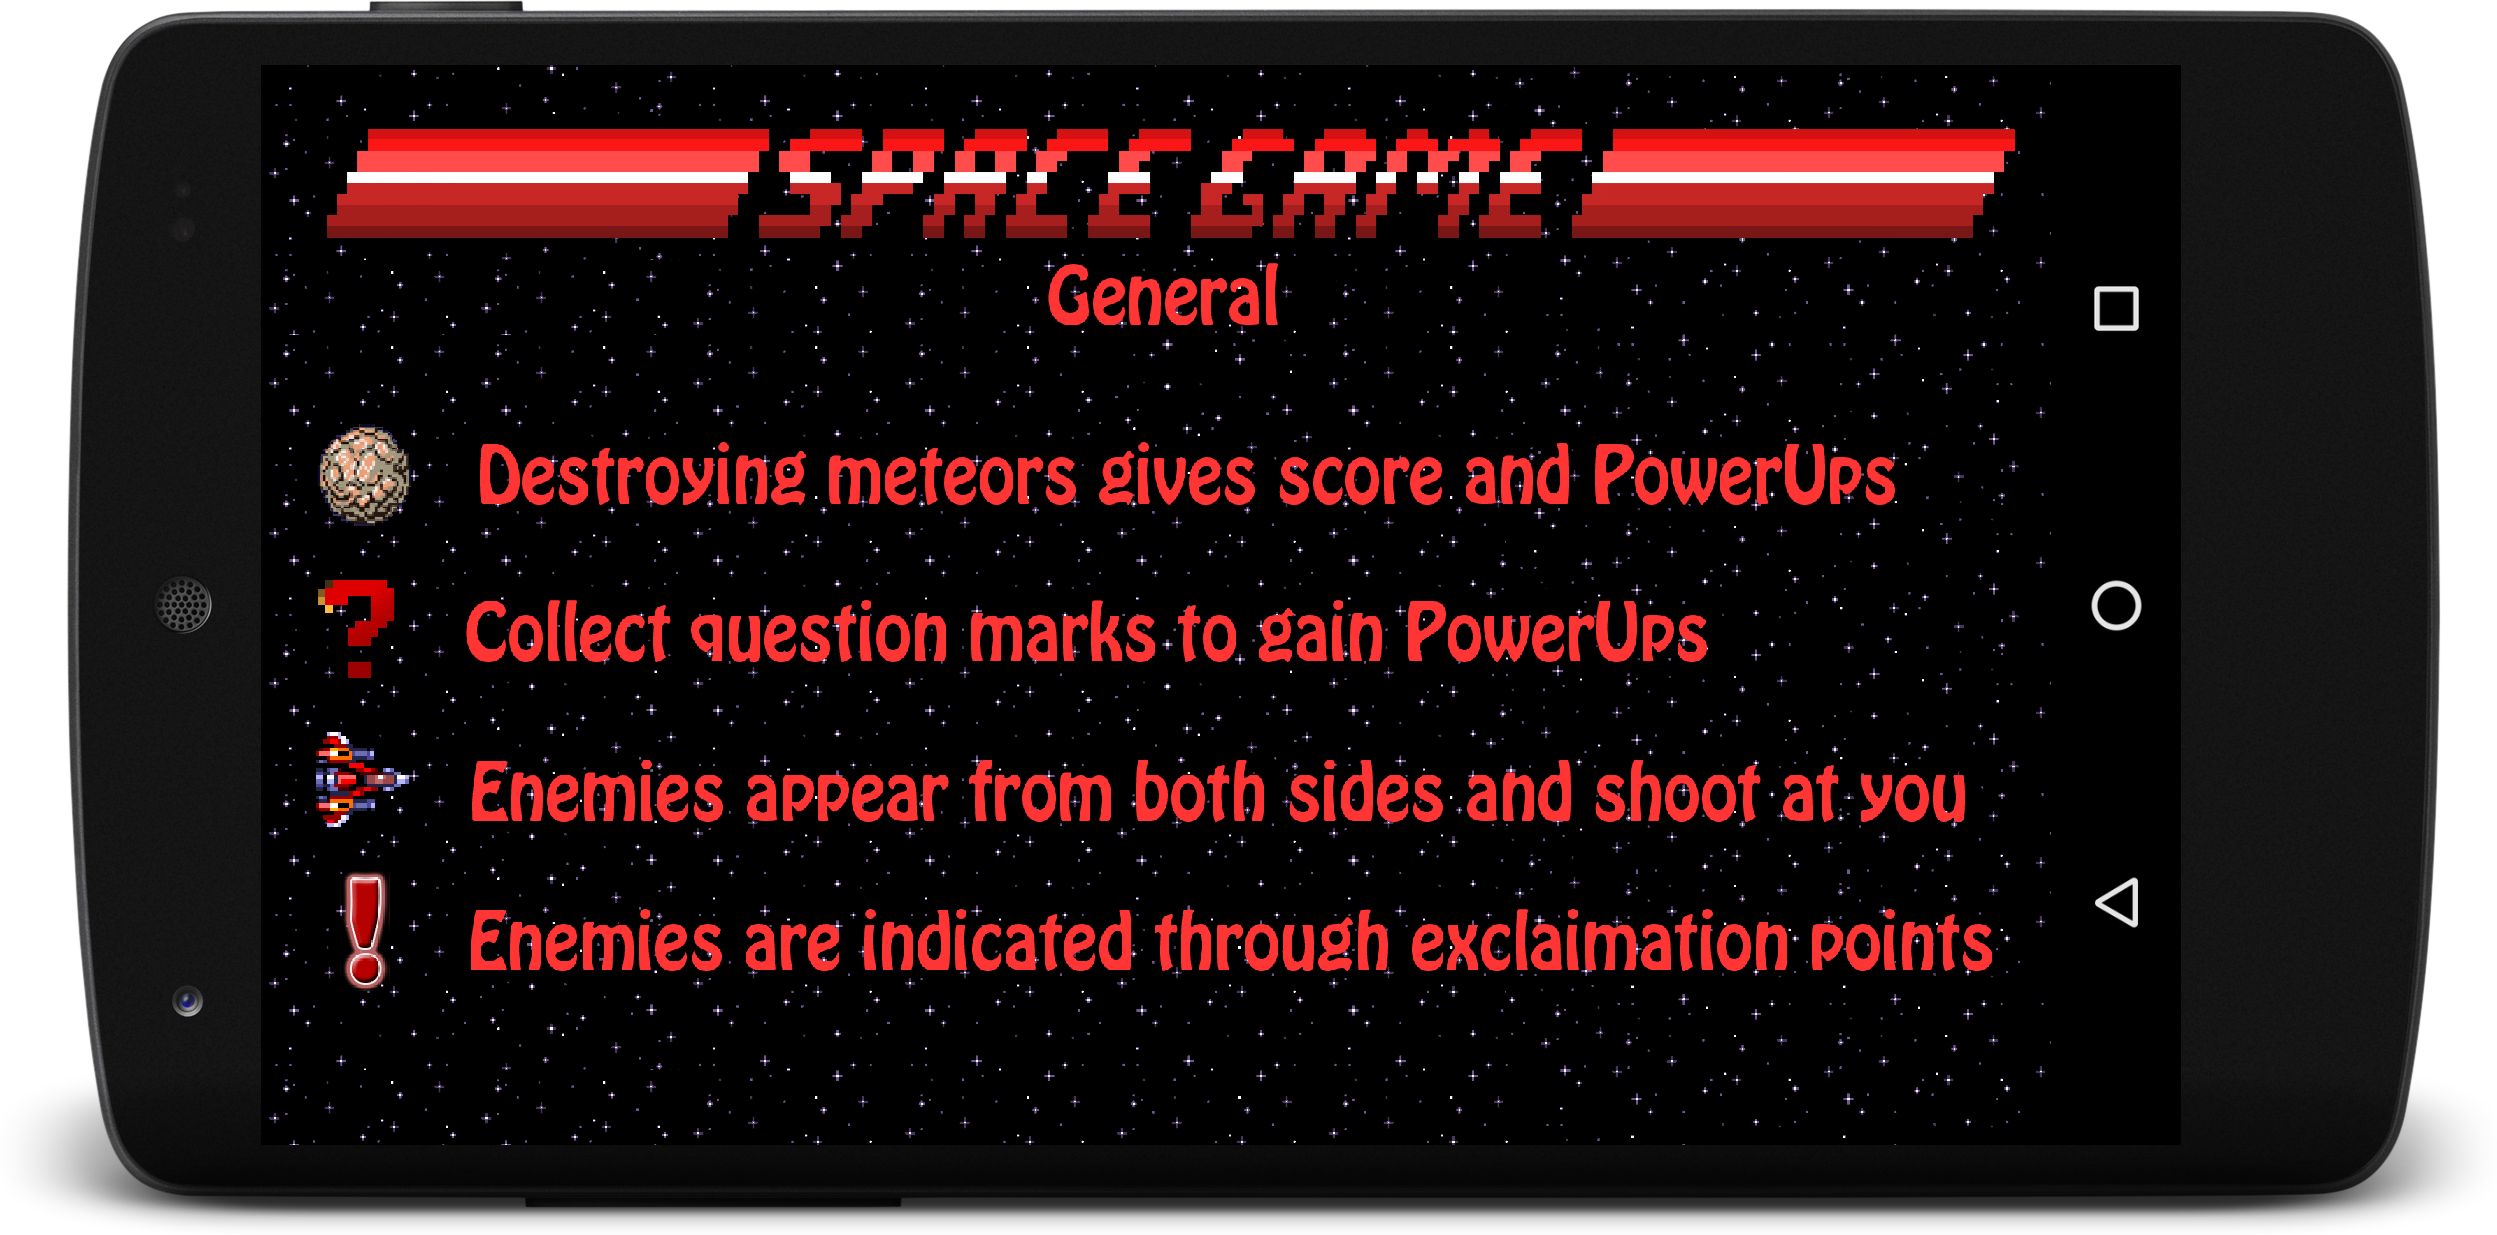 SPACE GAME
General
Destroying meteors gives score and PowerUps
?
Collect question marks to gain PowerUps
Enemies appear from both sides and shoot at you
!
Enemies are indicated through exclaimation points